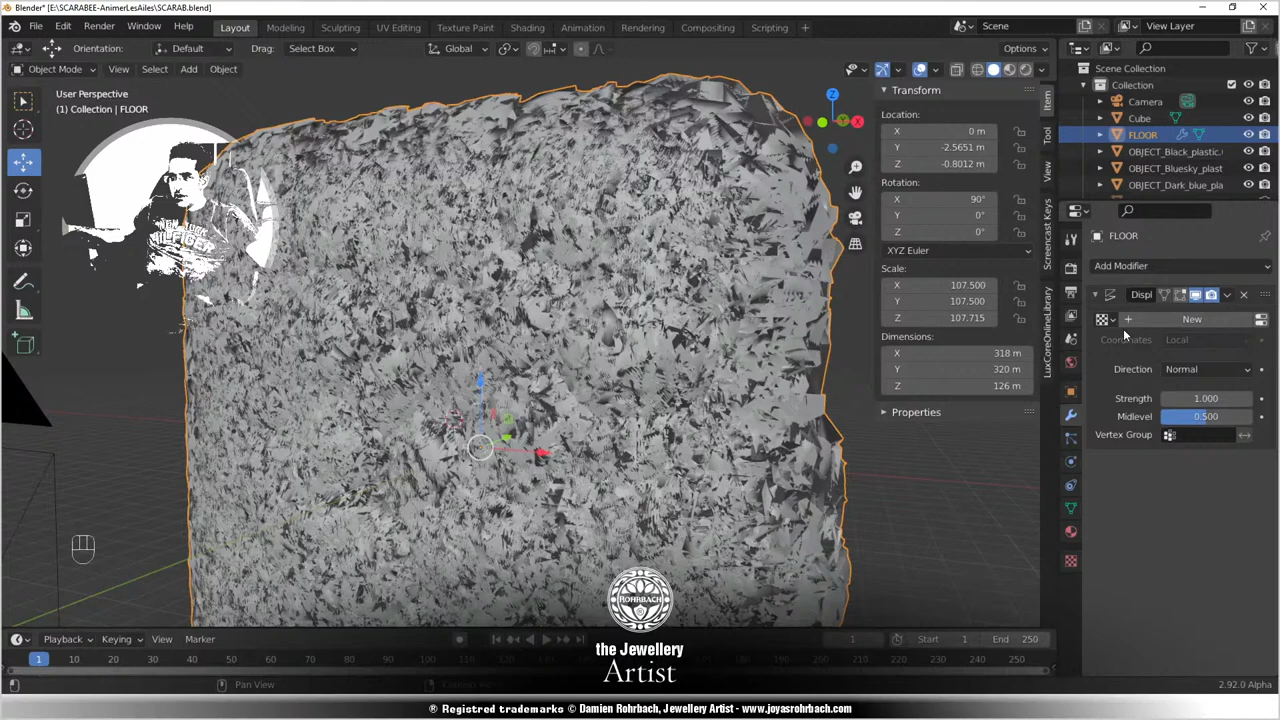 Blender* [E:\SCARABEE-AnimerLesAiles\SCARAB.blend]
File Edit Render Window Help Layout Modeling Sculpting UV Editing Texture Paint Shading Animation Rendering Compositing Scripting + Scene View Layer
Orientation: Default Drag: Select Box Global Options
Object Mode View Select Add Object
User Perspective
(1) Collection | FLOOR
NEW YORK
HILFIGER
Z
Y
X
Transform
Location:
X 0 m
Y -2.5651 m
Z -0.8012 m
Rotation:
X 90°
Y 0°
Z 0°
XYZ Euler
Scale:
X 107.500
Y 107.500
Z 107.715
Dimensions:
X 318 m
Y 320 m
Z 126 m
Properties
Item
Tool
View
Screencast Keys
LuxCoreOnlineLibrary
Scene Collection
Collection
Camera
Cube
FLOOR
OBJECT_Black_plastic.
OBJECT_Bluesky_plast
OBJECT_Dark_blue_pla
FLOOR
Add Modifier
Displ
New
Coordinates Local
Direction Normal
Strength 1.000
Midlevel 0.500
Vertex Group
ROHRBACH
the Jewellery
Artist
Playback Keying View Marker 1 Start 1 End 250
1 10 20 30 40 50 60 70 80 90 100 110 120 130 140 150 160 170 180 190 200 210 220 230 240 250
Pan View 2.92.0 Alpha
® Registered trademarks © Damien Rohrbach, Jewellery Artist - www.joyasrohrbach.com